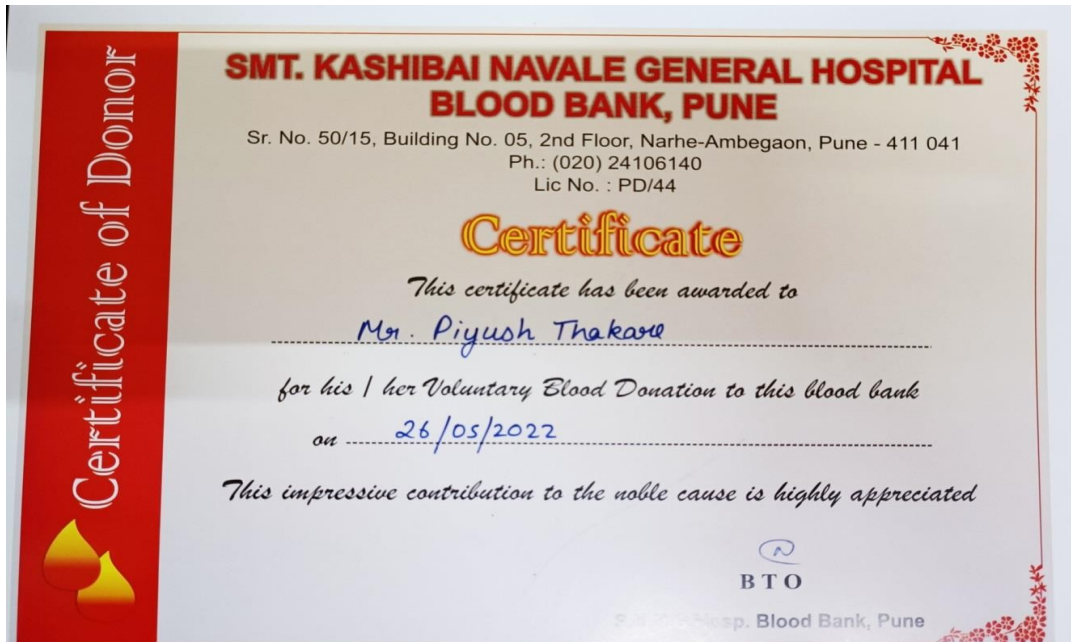 Certificate of Donor
SMT. KASHIBAI NAVALE GENERAL HOSPITAL
BLOOD BANK, PUNE
Sr. No. 50/15, Building No. 05, 2nd Floor, Narhe-Ambegaon, Pune - 411 041
Ph.: (020) 24106140
Lic No. : PD/44
Certificate
This certificate has been awarded to
Mr. Piyush Thakare
for his / her Voluntary Blood Donation to this blood bank
on 26/05/2022
This impressive contribution to the noble cause is highly appreciated
BTO
Hosp. Blood Bank, Pune